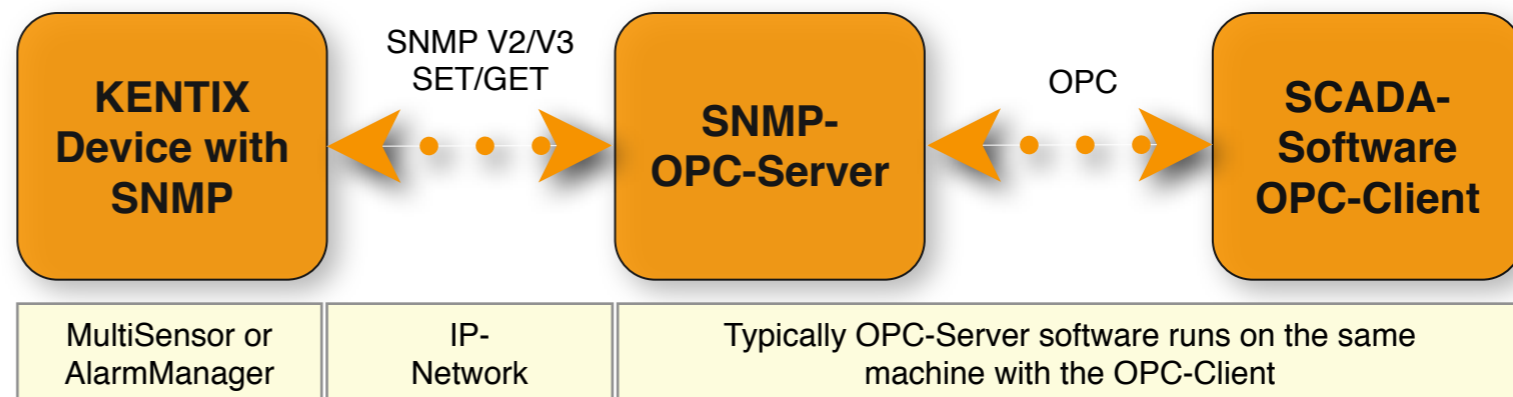 KENTIX
Device with
SNMP
SNMP V2/V3
SET/GET
SNMP-
OPC-Server
OPC
SCADA-
Software
OPC-Client
MultiSensor or
AlarmManager
IP-
Network
Typically OPC-Server software runs on the same
machine with the OPC-Client